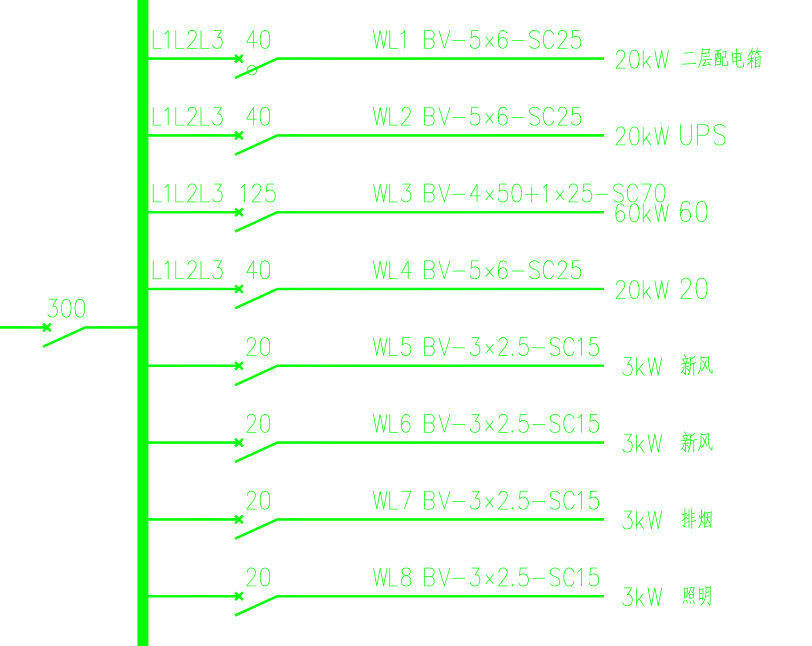 L1L2L3 40 WL1 BV-5×6-SC25 20kW 二层配电箱
L1L2L3 40 WL2 BV-5×6-SC25 20kW UPS
L1L2L3 125 WL3 BV-4×50+1×25-SC70 60kW 60
L1L2L3 40 WL4 BV-5×6-SC25 20kW 20
300
20 WL5 BV-3×2.5-SC15 3kW 新风
20 WL6 BV-3×2.5-SC15 3kW 新风
20 WL7 BV-3×2.5-SC15 3kW 排烟
20 WL8 BV-3×2.5-SC15 3kW 照明